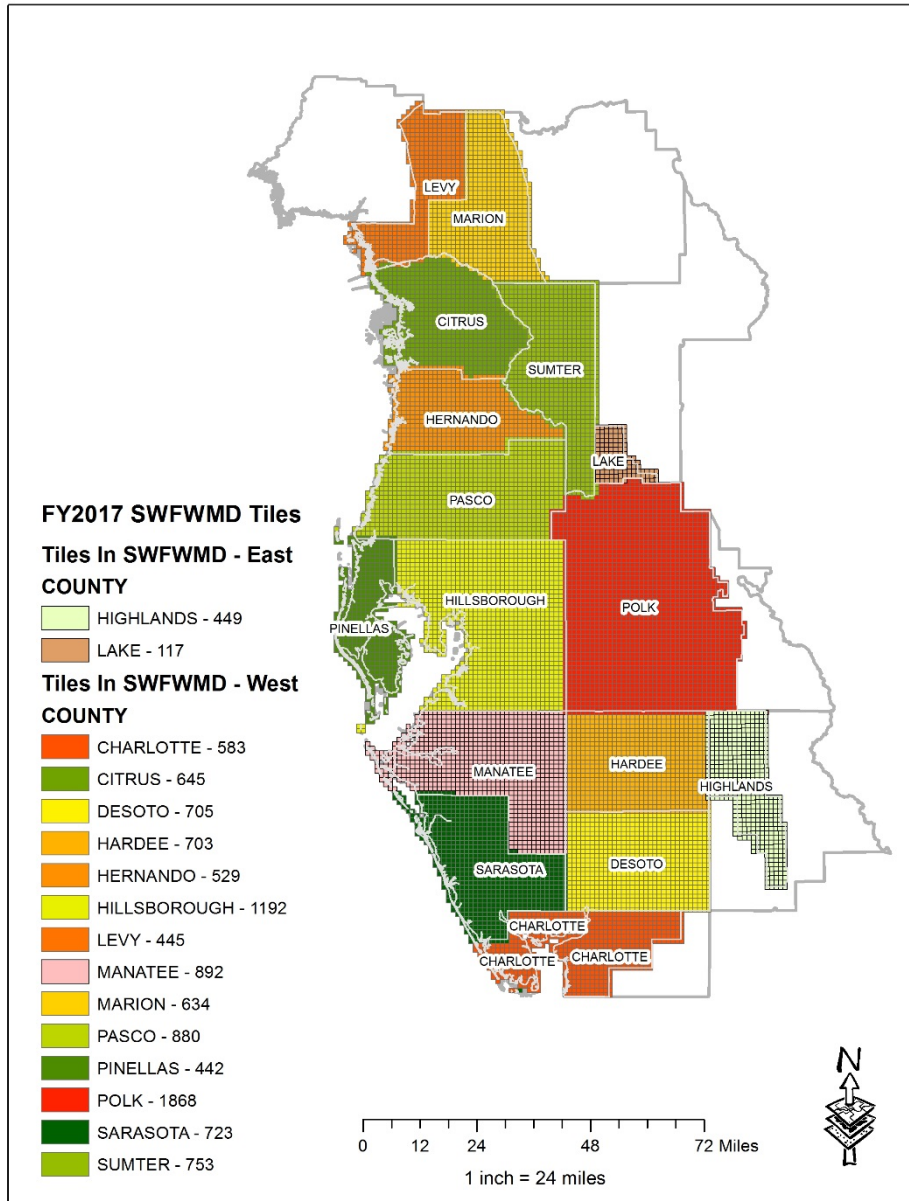 LEVY
MARION
CITRUS
SUMTER
HERNANDO
LAKE
PASCO
FY2017 SWFWMD Tiles
Tiles In SWFWMD - East
COUNTY
HIGHLANDS - 449
LAKE - 117
Tiles In SWFWMD - West
COUNTY
CHARLOTTE - 583
CITRUS - 645
DESOTO - 705
HARDEE - 703
HERNANDO - 529
HILLSBOROUGH - 1192
LEVY - 445
MANATEE - 892
MARION - 634
PASCO - 880
PINELLAS - 442
POLK - 1868
SARASOTA - 723
SUMTER - 753
HILLSBOROUGH
POLK
PINELLAS
MANATEE
HARDEE
HIGHLANDS
SARASOTA
DESOTO
CHARLOTTE
CHARLOTTE
CHARLOTTE
N
0 12 24 48 72 Miles
1 inch = 24 miles